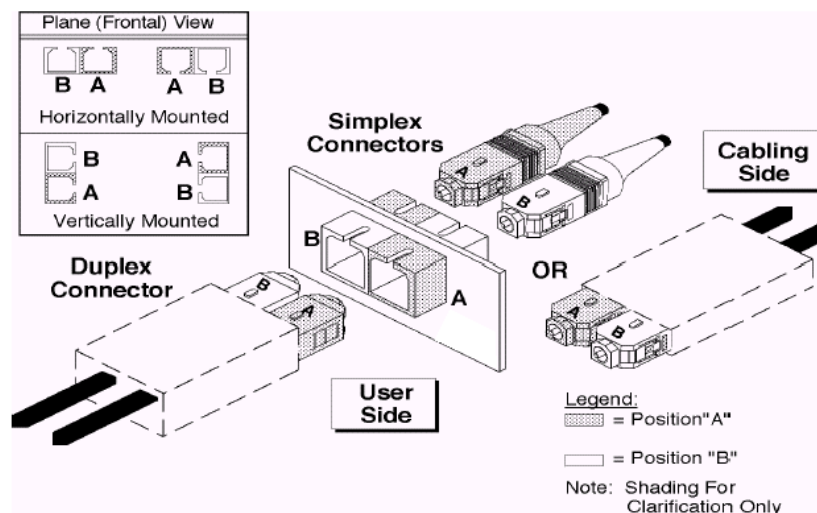 Plane (Frontal) View
B A
A B
Horizontally Mounted
B
A
A
B
Vertically Mounted
Simplex
Connectors
A
B
Cabling
Side
B
A
Duplex
Connector
B
A
OR
A
B
User
Side
Legend:
= Position"A"
= Position "B"
Note: Shading For
Clarification Only